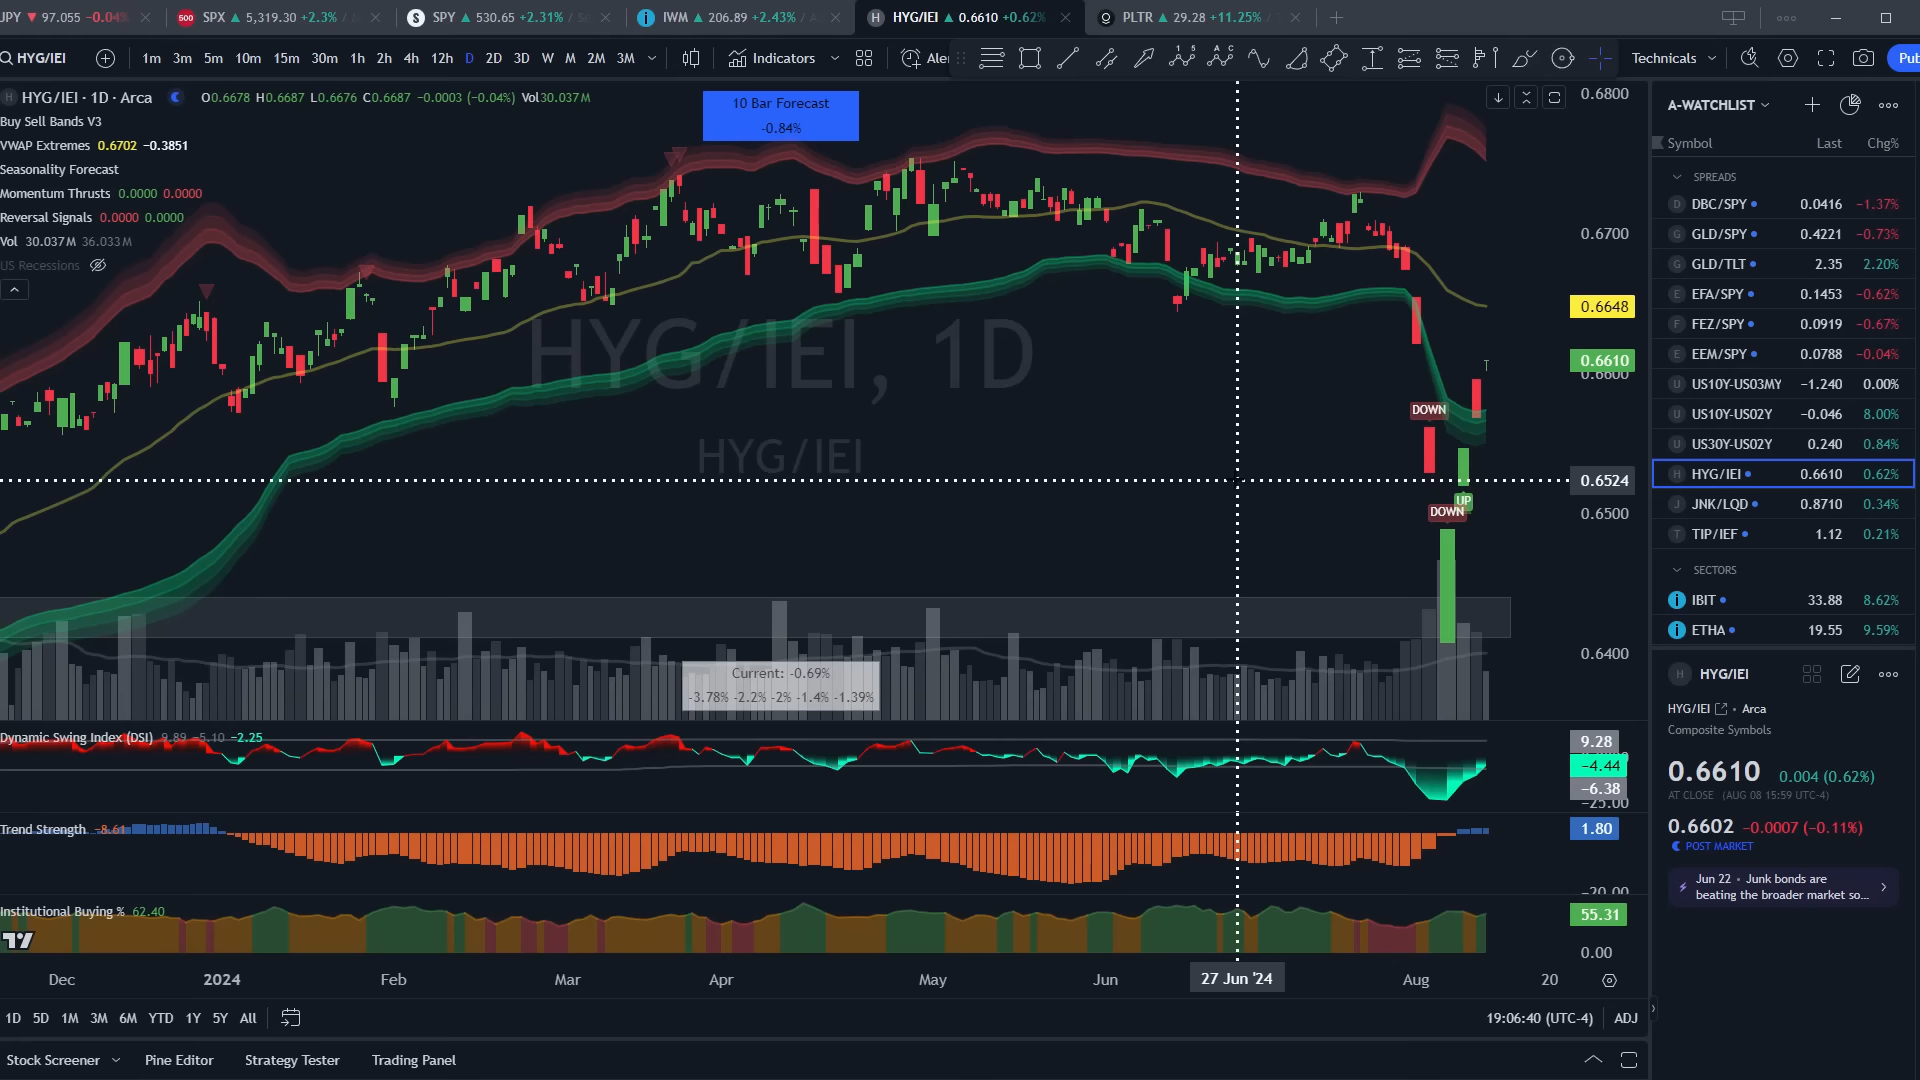 JPY 97.055 −0.04%
500 SPX 5,319.30 +2.3%
S SPY 530.65 +2.31%
i IWM 206.89 +2.43%
H HYG/IEI 0.6610 +0.62%
PLTR 29.28 +11.25%
HYG/IEI 1m 3m 5m 10m 15m 30m 1h 2h 4h 12h D 2D 3D W M 2M 3M Indicators Aler Technicals Pub
H HYG/IEI · 1D · Arca O0.6678 H0.6687 L0.6676 C0.6687 −0.0003 (−0.04%) Vol30.037M
Buy Sell Bands V3
VWAP Extremes 0.6702 −0.3851
Seasonality Forecast
Momentum Thrusts 0.0000 0.0000
Reversal Signals 0.0000 0.0000
Vol 30.037M 36.033M
US Recessions
10 Bar Forecast
-0.84%
HYG/IEI, 1D
HYG/IEI
DOWN
UP
DOWN
Current: -0.69%
-3.78% -2.2% -2% -1.4% -1.39%
0.6800
0.6700
0.6648
0.6610
0.6600
0.6524
0.6500
0.6400
Dynamic Swing Index (DSI) 9.89 −5.10 −2.25
9.28
−4.44
−6.38
−25.00
Trend Strength −8.61
1.80
−20.00
Institutional Buying % 62.40
55.31
0.00
Dec 2024 Feb Mar Apr May Jun 27 Jun '24 Aug 20
1D 5D 1M 3M 6M YTD 1Y 5Y All
19:06:40 (UTC-4) ADJ
Stock Screener Pine Editor Strategy Tester Trading Panel
A-WATCHLIST
Symbol Last Chg%
SPREADS
D DBC/SPY 0.0416 −1.37%
G GLD/SPY 0.4221 −0.73%
G GLD/TLT 2.35 2.20%
E EFA/SPY 0.1453 −0.62%
F FEZ/SPY 0.0919 −0.67%
E EEM/SPY 0.0788 −0.04%
U US10Y-US03MY −1.240 0.00%
U US10Y-US02Y −0.046 8.00%
U US30Y-US02Y 0.240 0.84%
H HYG/IEI 0.6610 0.62%
J JNK/LQD 0.8710 0.34%
T TIP/IEF 1.12 0.21%
SECTORS
i IBIT 33.88 8.62%
i ETHA 19.55 9.59%
H HYG/IEI
HYG/IEI • Arca
Composite Symbols
0.6610 0.004 (0.62%)
AT CLOSE (AUG 08 15:59 UTC-4)
0.6602 −0.0007 (−0.11%)
POST MARKET
Jun 22 • Junk bonds are
beating the broader market so...